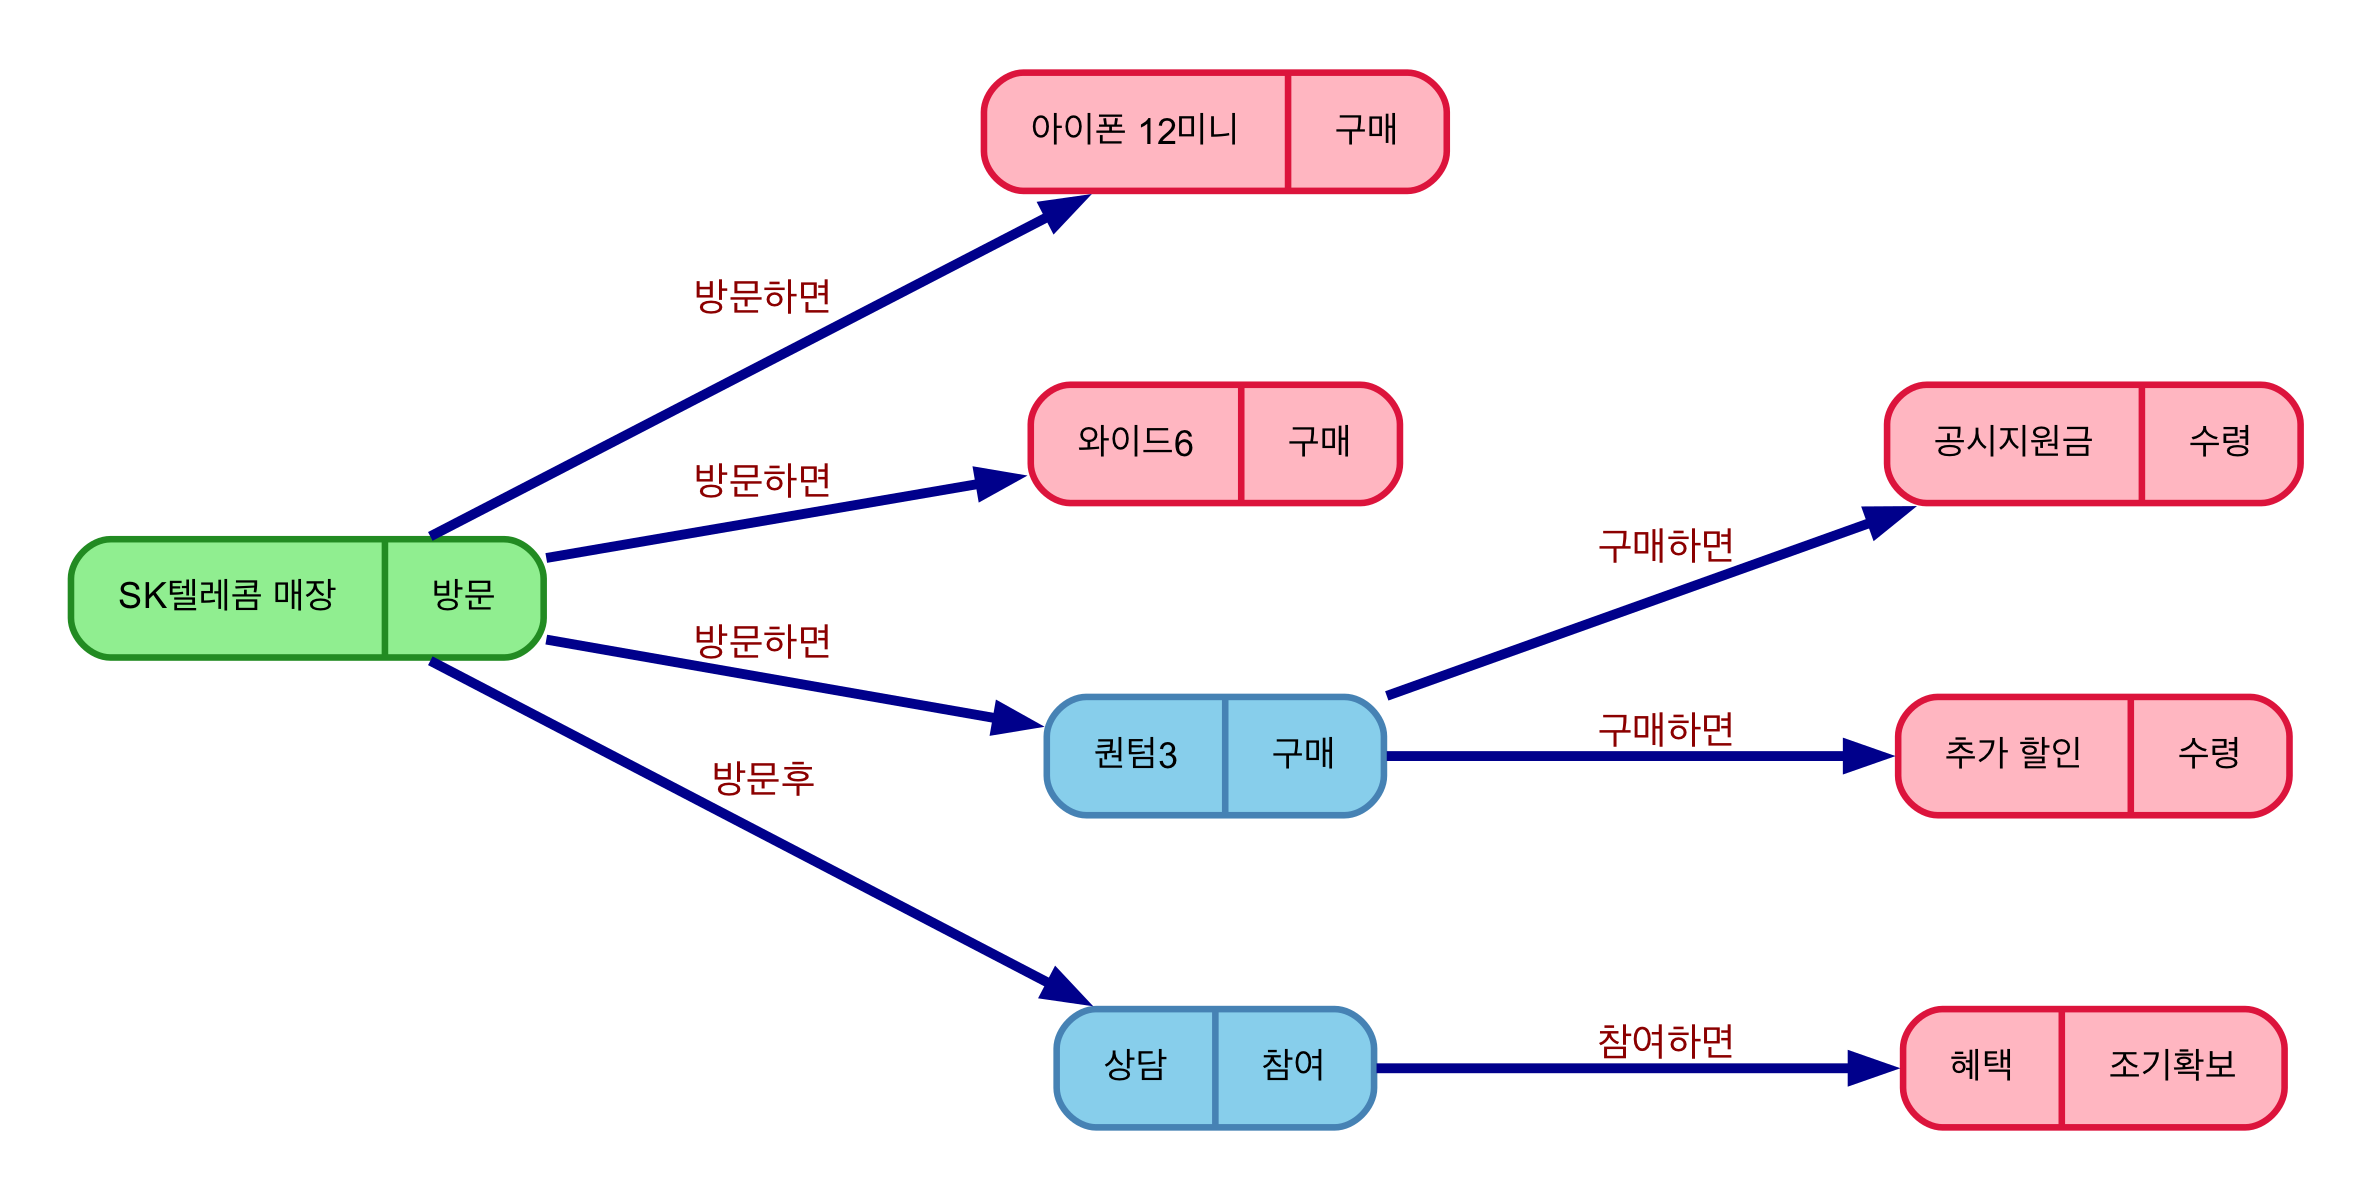 아이폰 12미니 구매
방문하면
방문하면
와이드6 구매
공시지원금 수령
구매하면
SK텔레콤 매장 방문
방문하면
구매하면
퀀텀3 구매
추가 할인 수령
방문후
참여하면
상담 참여
혜택 조기확보